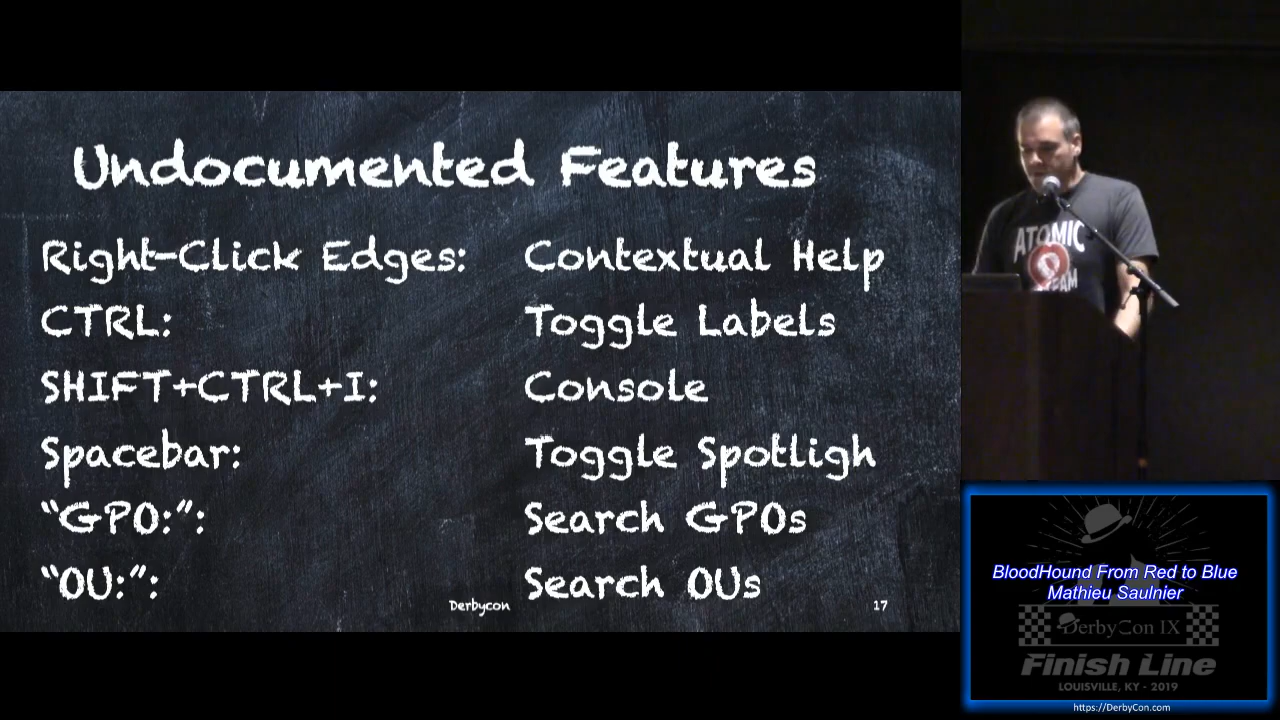 Undocumented Features
Right-Click Edges: Contextual Help
CTRL: Toggle Labels
SHIFT+CTRL+I: Console
Spacebar: Toggle Spotligh
“GPO:”: Search GPOs
“OU:”: Search OUs
Derbycon 17
ATOMIC
BloodHound From Red to Blue
Mathieu Saulnier
DerbyCon IX
Finish Line
LOUISVILLE, KY - 2019
https://DerbyCon.com